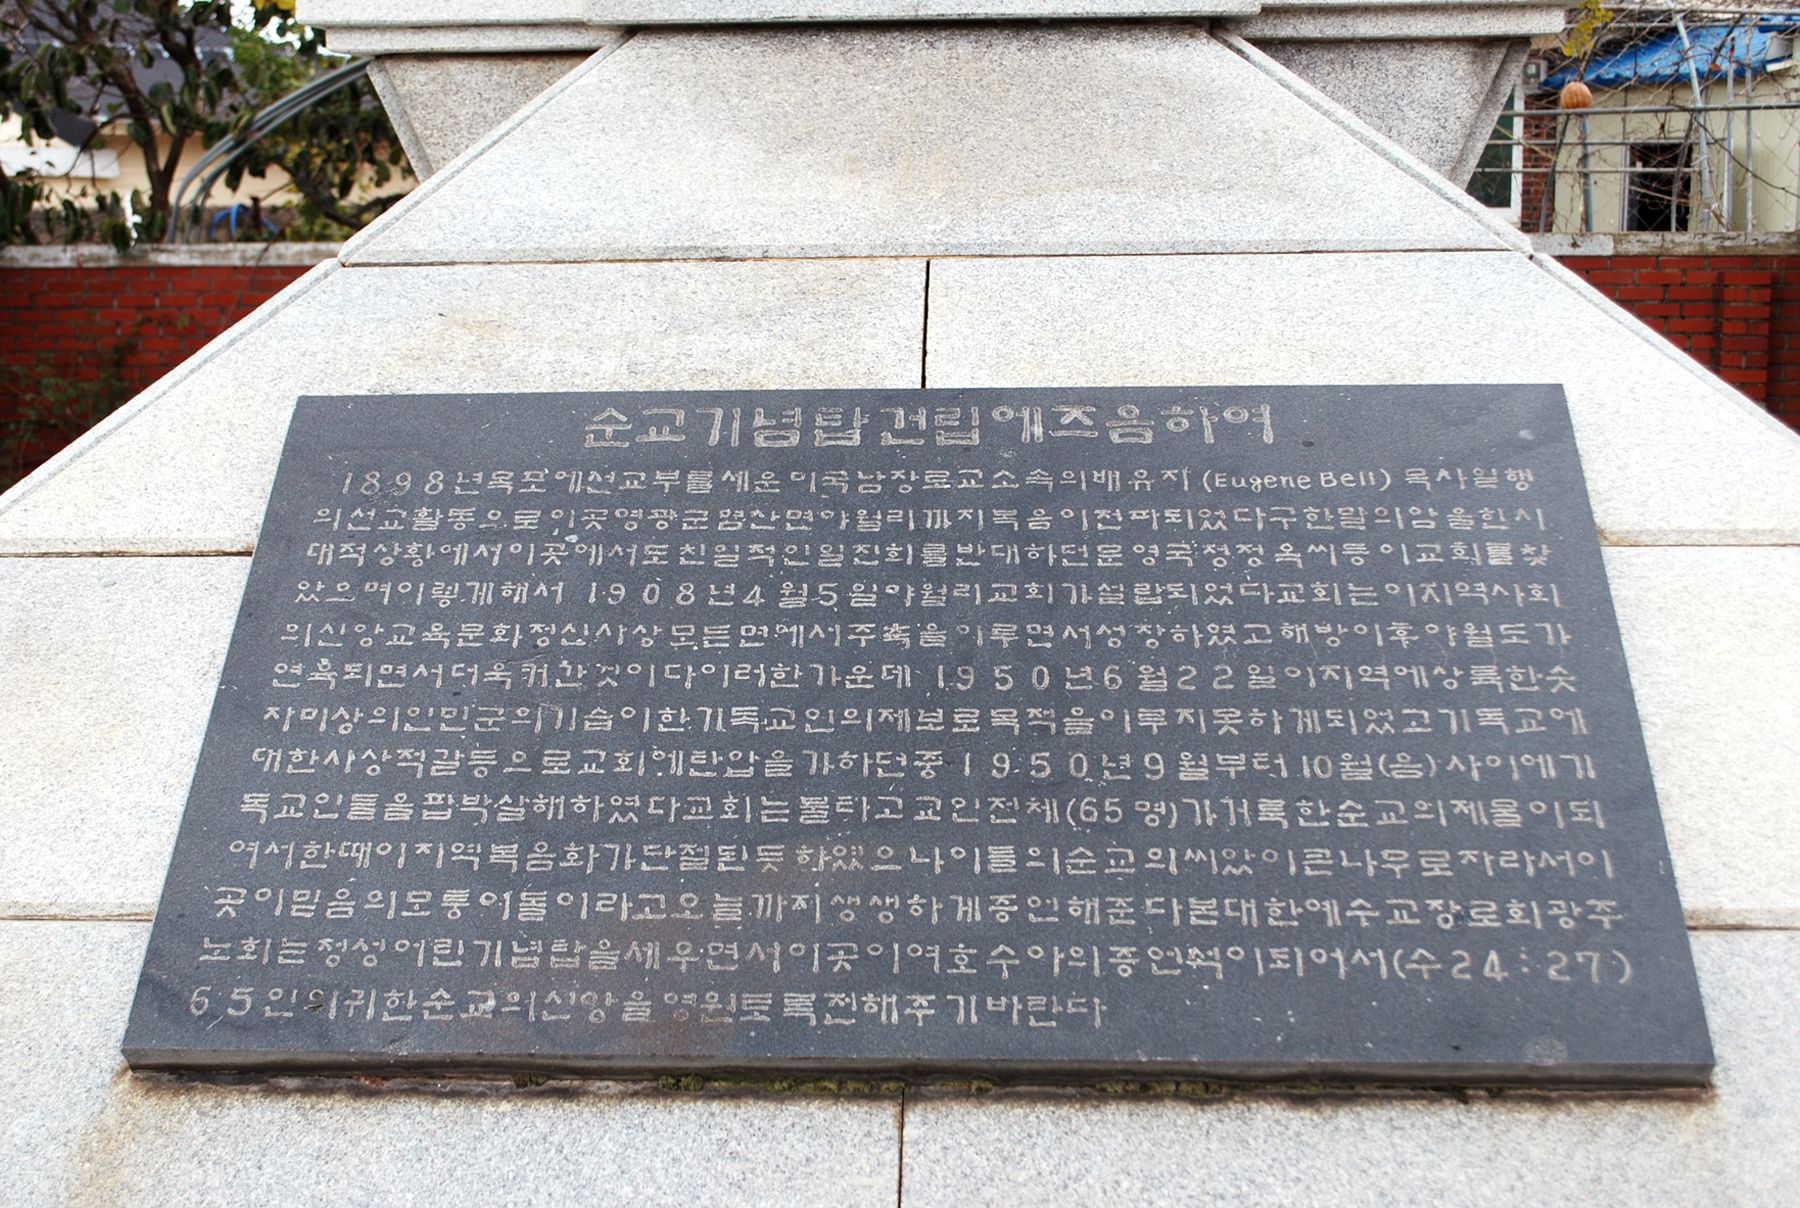 순교기념탑건립에즈음하여
1898년목포에선교부를세운미국남장로교소속의배유지(Eugene Bell)목사일행
의선교활동으로이곳영광군염산면야월리까지복음이전파되었다구한말의암울한시
대적상황에서이곳에서도친일적인일진회를반대하던문영국정정옥씨등이교회를찾
았으며이렇게해서 1908년4월5일야월리교회가설립되었다교회는이지역사회
의신앙교육문화정신사상모든면에서주축을이루면서성장하였고해방이후야월도가
연륙되면서더욱커간것이다이러한가운데 1950년6월22일이지역에상륙한솟
자미상의인민군의기습이한기독교인의제보로목적을이루지못하게되었고기독교에
대한사상적갈등으로교회에탄압을가하던중 1950년9월부터10월(음)사이에기
독교인들을핍박살해하였다교회는불타고교인전체(65명)가거룩한순교의제물이되
여서한때이지역복음화가단절된듯하였으나이들의순교의씨앗이큰나무로자라서이
곳이믿음의모퉁이돌이라고오늘까지생생하게증언해준다본대한예수교장로회광주
노회는정성어린기념탑을세우면서이곳이여호수아의증언석이되어서(수24:27)
65인의귀한순교의신앙을영원토록전해주기바란다